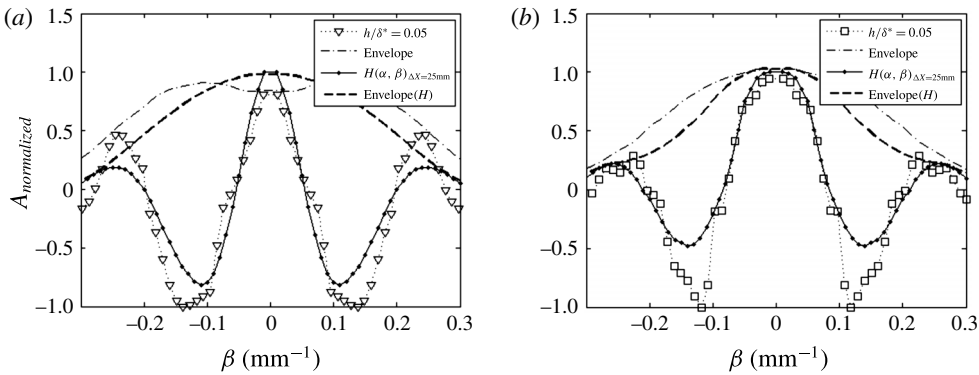 (a)
1.5
1.0
0.5
0
−0.5
−1.0
A_normalized
h/δ* = 0.05
Envelope
H(α, β)ΔX=25mm
Envelope(H)
−0.2
−0.1
0
0.1
0.2
0.3
β (mm⁻¹)
(b)
1.5
1.0
0.5
0
−0.5
−1.0
h/δ* = 0.05
Envelope
H(α, β)ΔX=25mm
Envelope(H)
−0.2
−0.1
0
0.1
0.2
0.3
β (mm⁻¹)